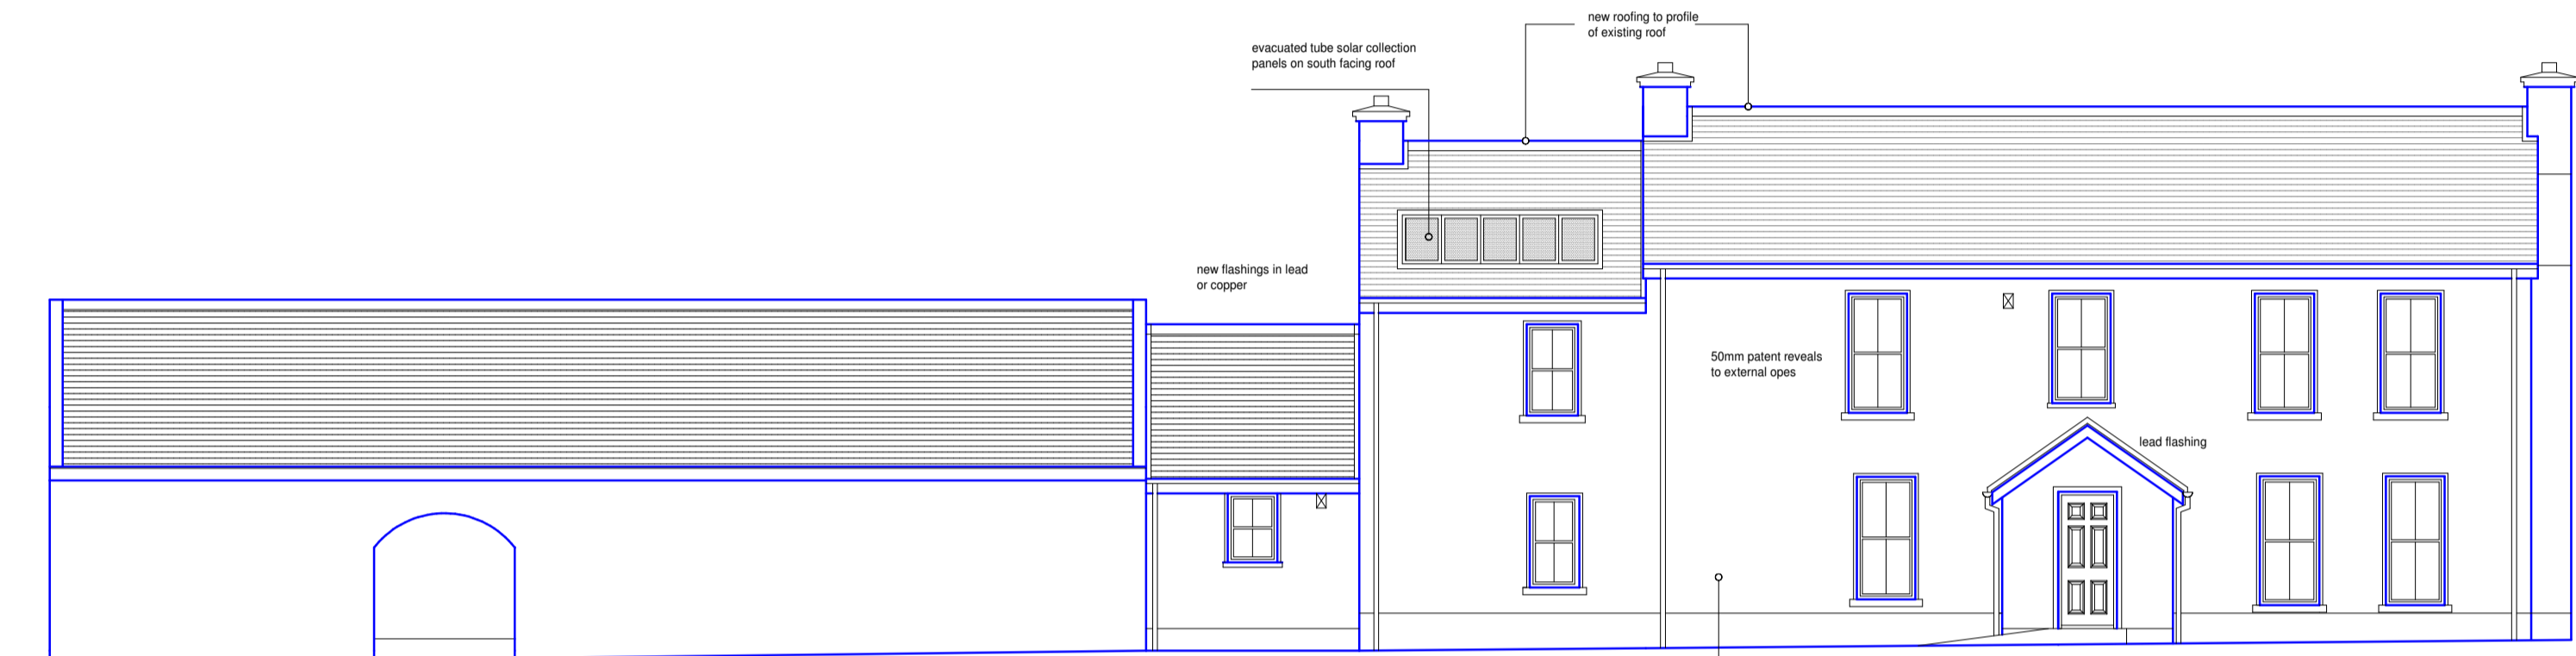 new roofing to profile
of existing roof
evacuated tube solar collection
panels on south facing roof
new flashings in lead
or copper
50mm patent reveals
to external opes
lead flashing